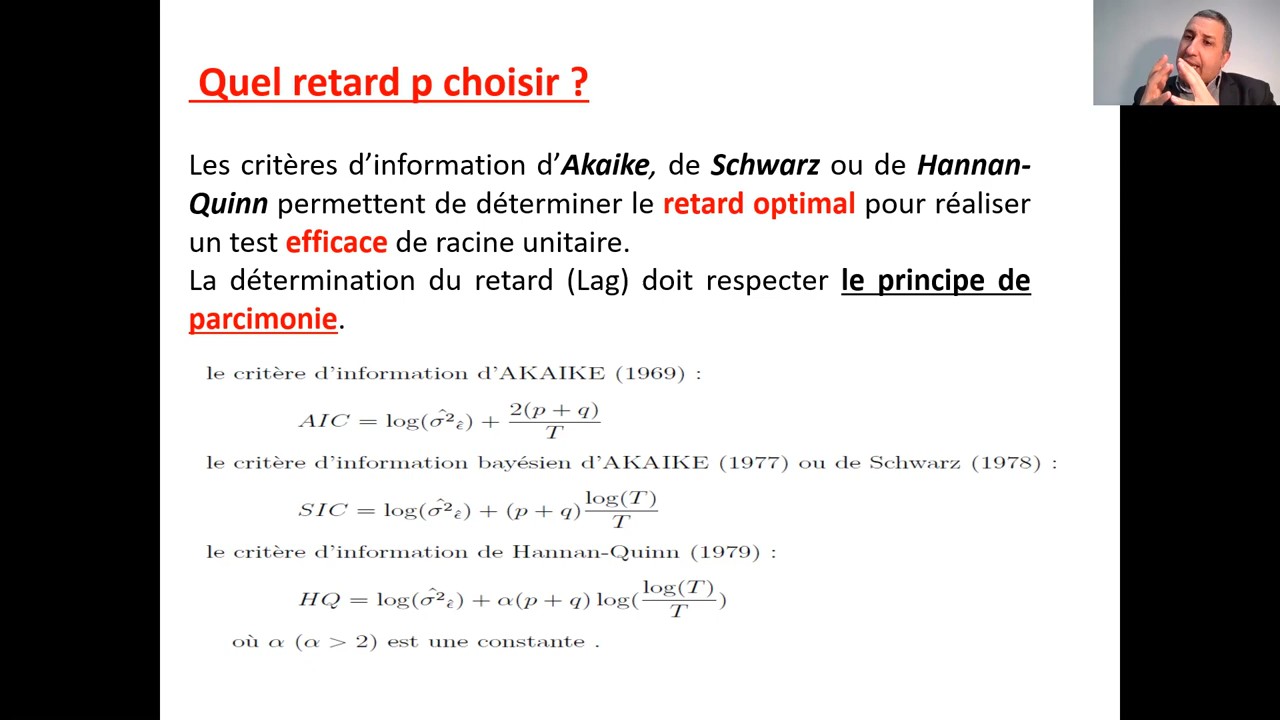 Quel retard p choisir ?
Les critères d’information d’Akaike, de Schwarz ou de Hannan-
Quinn permettent de déterminer le retard optimal pour réaliser
un test efficace de racine unitaire.
La détermination du retard (Lag) doit respecter le principe de
parcimonie.
le critère d’information d’AKAIKE (1969) :
AIC = log(σ̂²_ε̂) + 2(p + q)/T
le critère d’information bayésien d’AKAIKE (1977) ou de Schwarz (1978) :
SIC = log(σ̂²_ε̂) + (p + q) log(T)/T
le critère d’information de Hannan-Quinn (1979) :
HQ = log(σ̂²_ε̂) + α(p + q) log(log(T)/T)
où α (α > 2) est une constante .